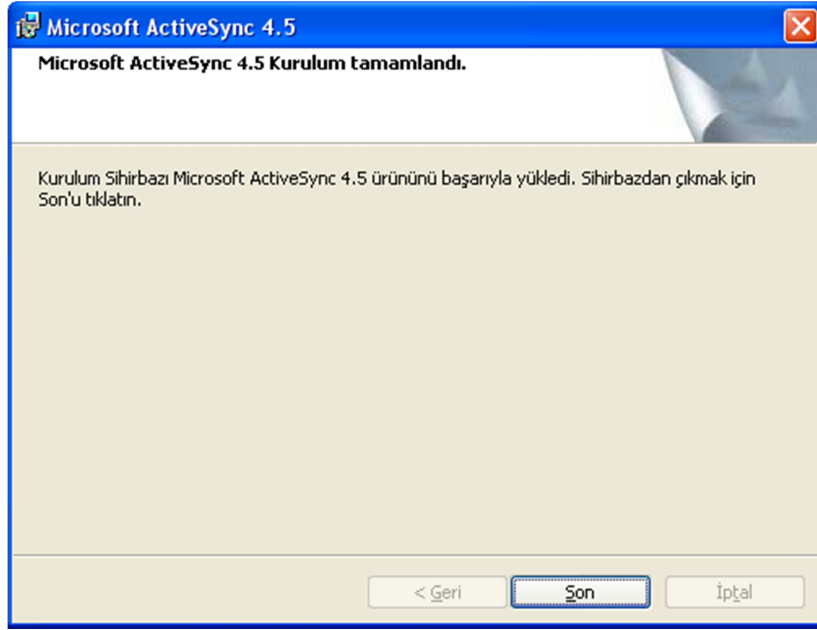 Microsoft ActiveSync 4.5
Microsoft ActiveSync 4.5 Kurulum tamamlandı.
Kurulum Sihirbazı Microsoft ActiveSync 4.5 ürününü başarıyla yükledi. Sihirbazdan çıkmak için
Son'u tıklatın.
< Geri
Son
İptal